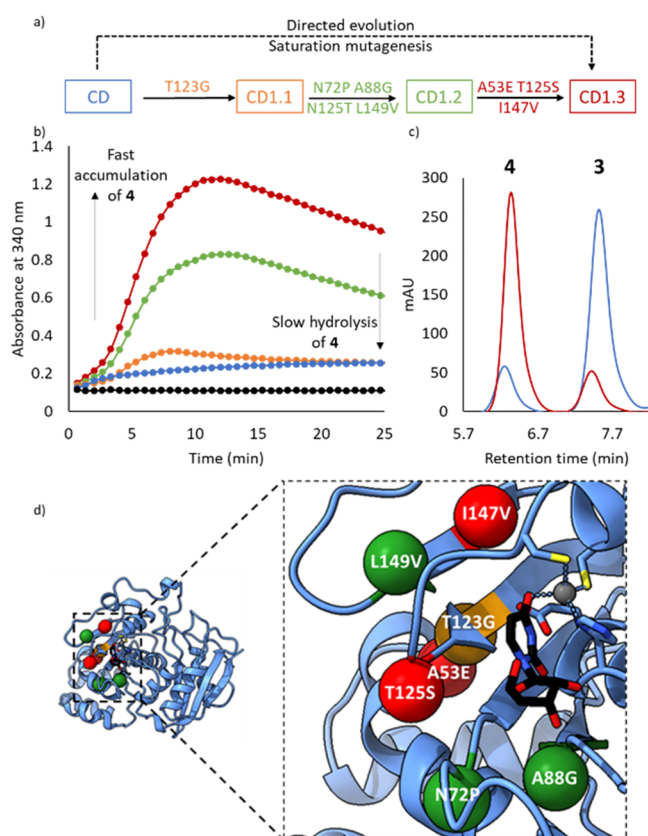 a)
Directed evolution
Saturation mutagenesis
CD
T123G
CD1.1
N72P A88G
N125T L149V
CD1.2
A53E T125S
I147V
CD1.3
b)
Absorbance at 340 nm
1.4
1.2
1
0.8
0.6
0.4
0.2
0
Fast
accumulation
of 4
Slow hydrolysis
of 4
0
5
10
15
20
25
Time (min)
c)
4
3
mAU
300
250
200
150
100
50
0
5.7
6.7
7.7
Retention time (min)
d)
I147V
L149V
T123G
A53E
T125S
N72P
A88G